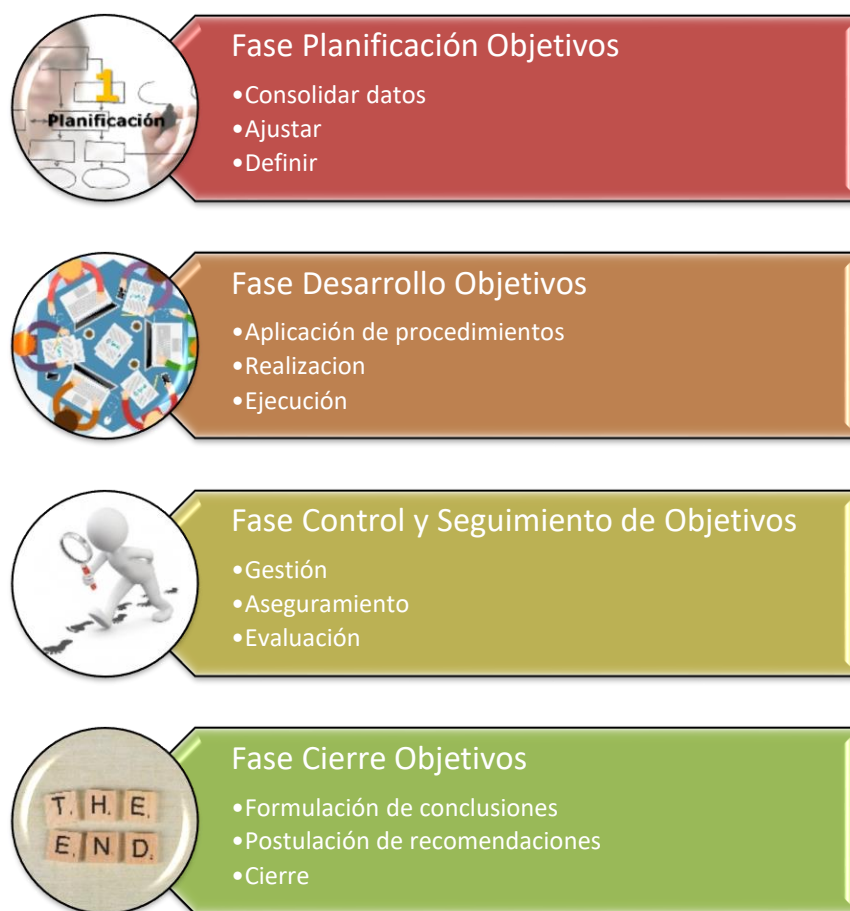 1
Planificación
Fase Planificación Objetivos
•Consolidar datos
•Ajustar
•Definir
Fase Desarrollo Objetivos
•Aplicación de procedimientos
•Realizacion
•Ejecución
Fase Control y Seguimiento de Objetivos
•Gestión
•Aseguramiento
•Evaluación
T H E
E N D
Fase Cierre Objetivos
•Formulación de conclusiones
•Postulación de recomendaciones
•Cierre